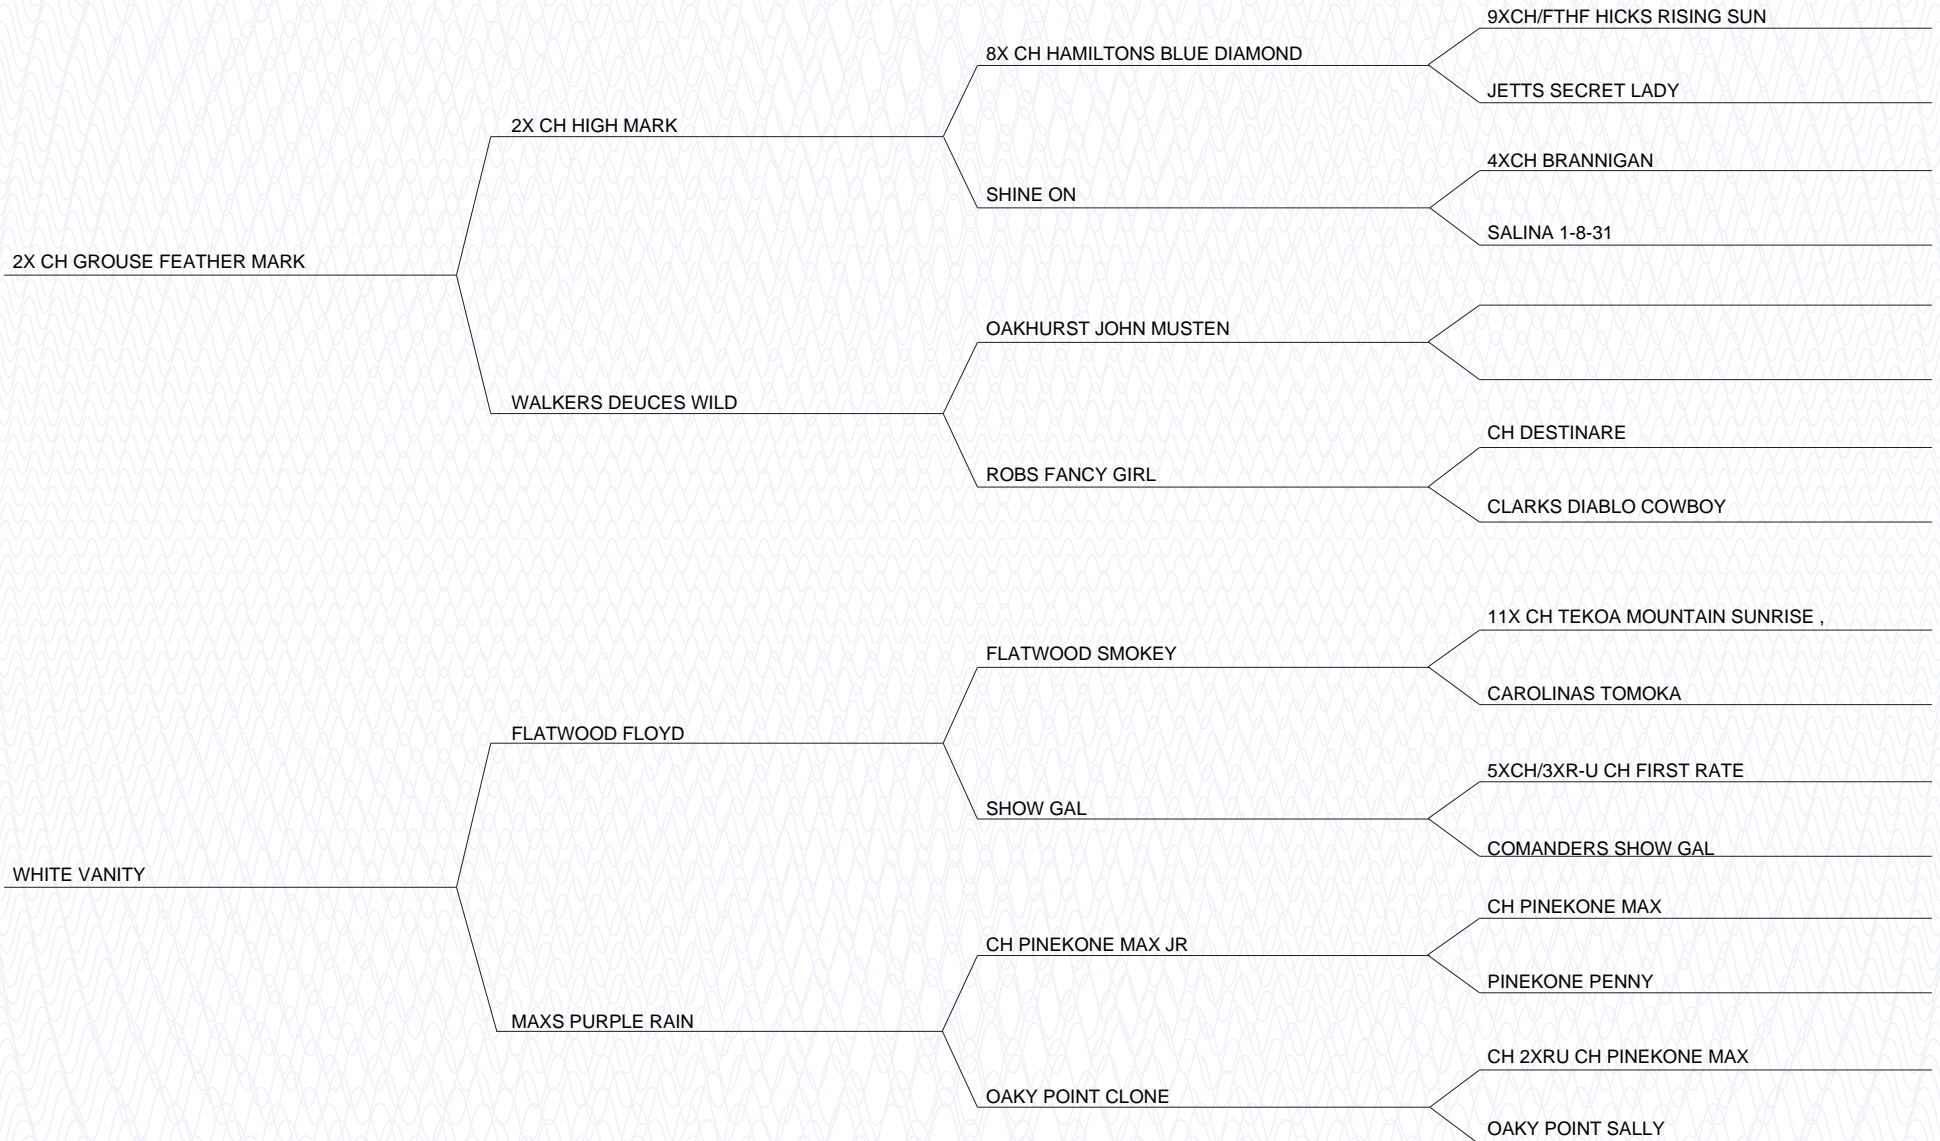 9XCH/FTHF HICKS RISING SUN
8X CH HAMILTONS BLUE DIAMOND
JETTS SECRET LADY
2X CH HIGH MARK
4XCH BRANNIGAN
SHINE ON
SALINA 1-8-31
2X CH GROUSE FEATHER MARK
OAKHURST JOHN MUSTEN
WALKERS DEUCES WILD
CH DESTINARE
ROBS FANCY GIRL
CLARKS DIABLO COWBOY
11X CH TEKOA MOUNTAIN SUNRISE ,
FLATWOOD SMOKEY
CAROLINAS TOMOKA
FLATWOOD FLOYD
5XCH/3XR-U CH FIRST RATE
SHOW GAL
COMANDERS SHOW GAL
WHITE VANITY
CH PINEKONE MAX
CH PINEKONE MAX JR
PINEKONE PENNY
MAXS PURPLE RAIN
CH 2XRU CH PINEKONE MAX
OAKY POINT CLONE
OAKY POINT SALLY